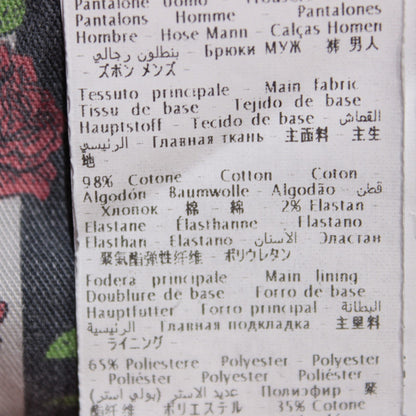 Pantalone Uomo
Pantalons Homme - Pantalones
Hombre - Hose Mann - Calças Homen
- بنطلون رجالي - Брюки МУЖ 裤 男人
- ズボン メンズ
Tessuto principale - Main fabric
Tissu de base - Tejido de base
Hauptstoff - Tecido de base - القماش
الرئيسي - Главная ткань - 主面料 - 主生
地 -
98% Cotone Cotton Coton
Algodón - Baumwolle - Algodão - قطن
- Хлопок 棉 - 綿 2% Elastan -
Elastane Élasthanne Elastano
Elasthan - Elastano - الاستان - Эластан
- 聚氨酯弹性纤维 - ポリウレタン
Fodera principale - Main lining
Doublure de base - Forro de base
Hauptfutter - Forro principal - البطانة
الرئيسية - Главная подкладка - 主里料
- ライニング -
65% Poliestere Polyester - Polyester
Poliéster Polyester - Poliéster
عديد الاستر (بولي استر) Полиэфир - 聚
酯纤维 ポリエステル 35% Cotone